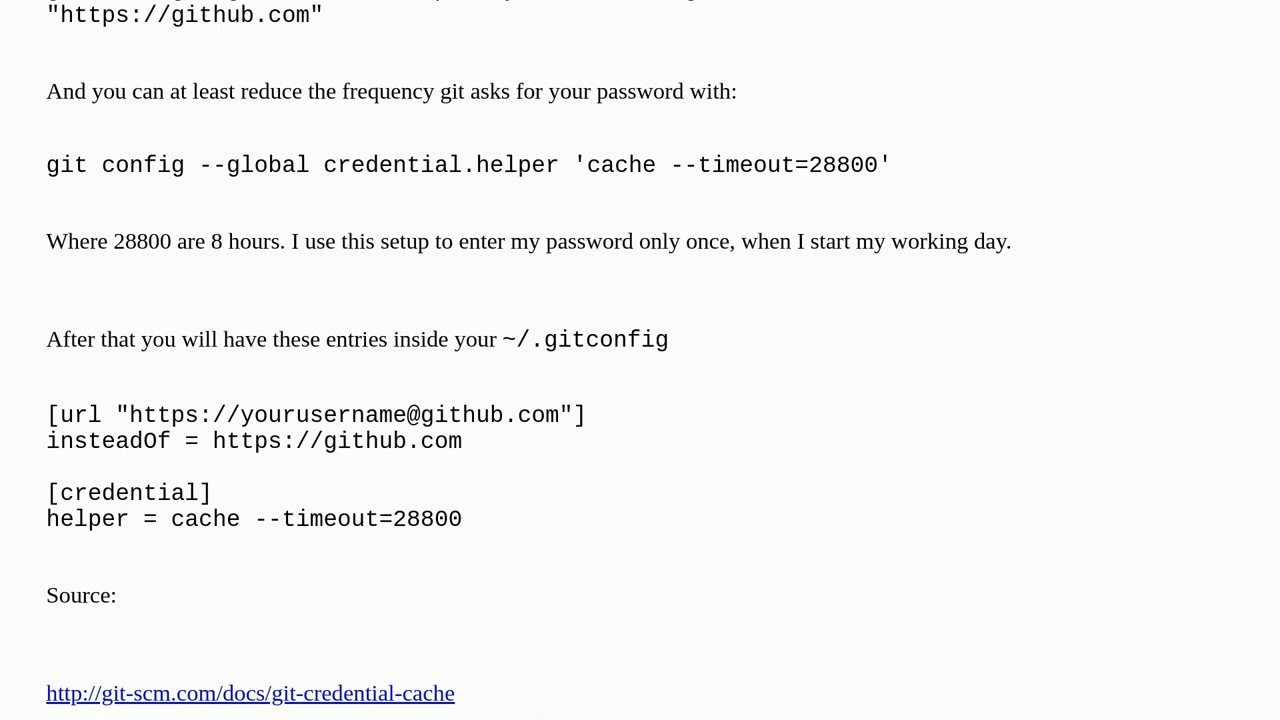 "https://github.com"
And you can at least reduce the frequency git asks for your password with:
git config --global credential.helper 'cache --timeout=28800'
Where 28800 are 8 hours. I use this setup to enter my password only once, when I start my working day.
After that you will have these entries inside your ~/.gitconfig
[url "https://yourusername@github.com"]
insteadOf = https://github.com
[credential]
helper = cache --timeout=28800
Source:
http://git-scm.com/docs/git-credential-cache